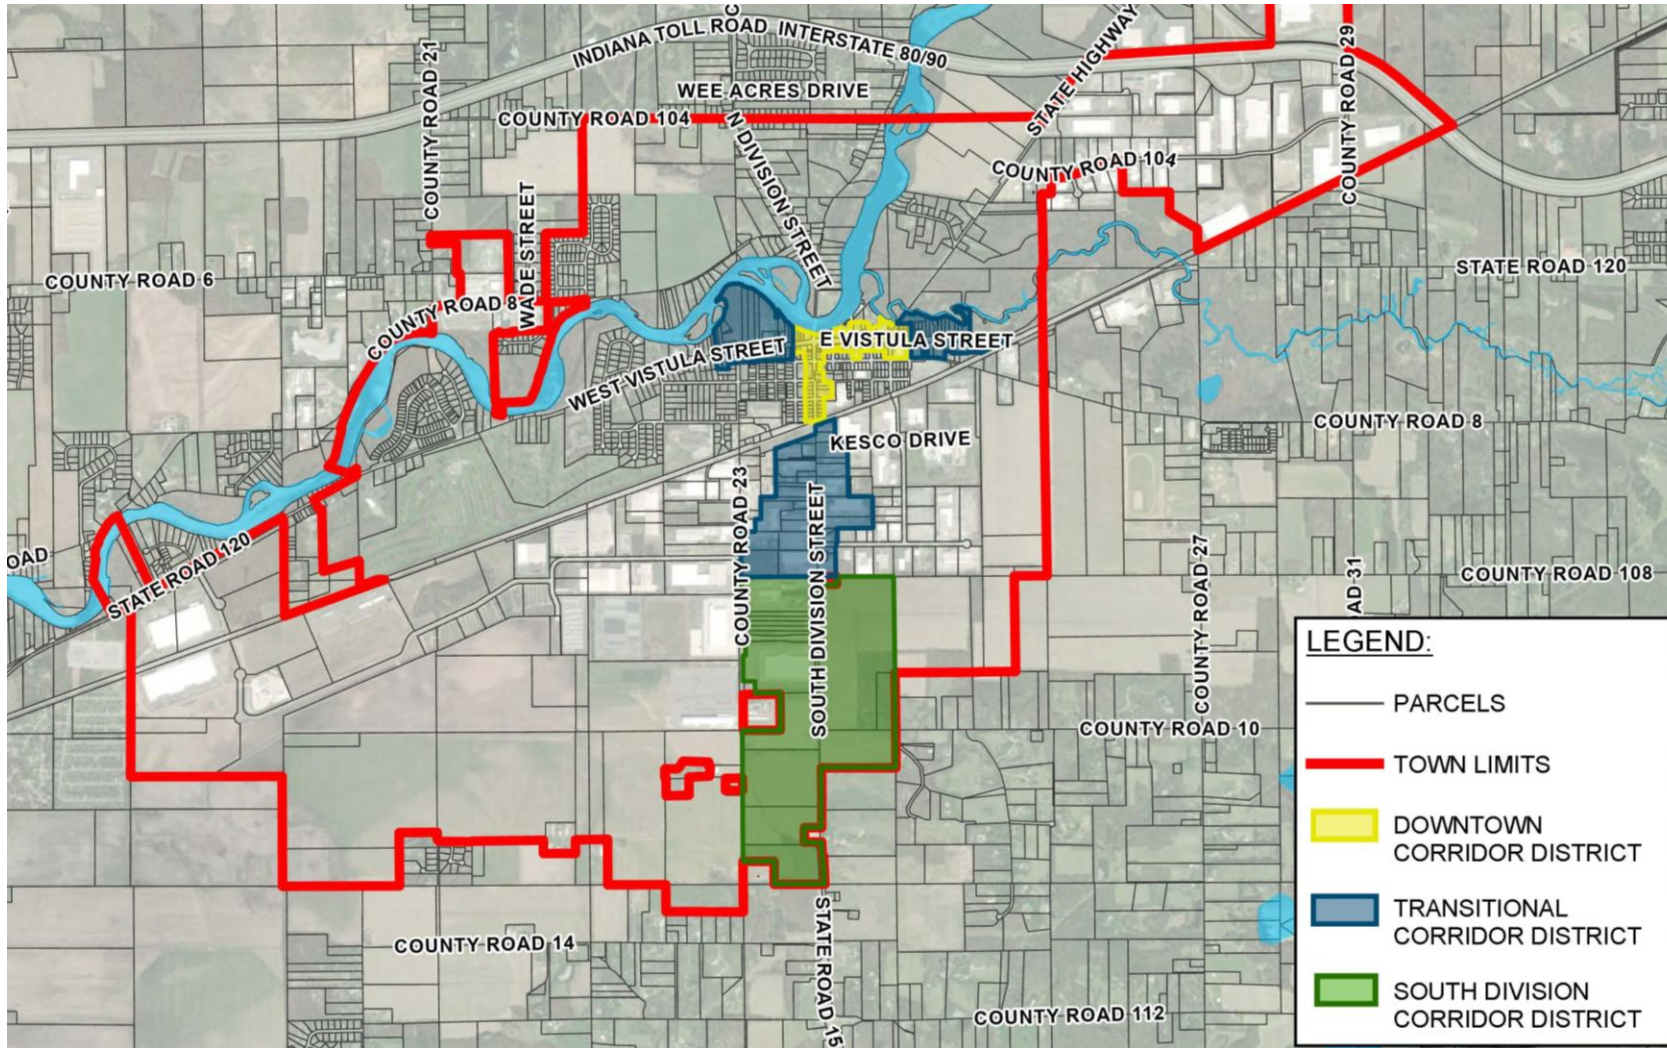 INDIANA TOLL ROAD INTERSTATE 80/90
STATE HIGHWAY
COUNTY ROAD 21
COUNTY ROAD 29
WEE ACRES DRIVE
COUNTY ROAD 104
N DIVISION STREET
COUNTY ROAD 104
WADE STREET
COUNTY ROAD 6
STATE ROAD 120
COUNTY ROAD 8
E VISTULA STREET
WEST VISTULA STREET
COUNTY ROAD 8
KESCO DRIVE
COUNTY ROAD 23
SOUTH DIVISION STREET
OAD
STATE ROAD 120
COUNTY ROAD 27
AD 31
COUNTY ROAD 108
COUNTY ROAD 10
COUNTY ROAD 14
STATE ROAD 15
COUNTY ROAD 112
LEGEND:
PARCELS
TOWN LIMITS
DOWNTOWN
CORRIDOR DISTRICT
TRANSITIONAL
CORRIDOR DISTRICT
SOUTH DIVISION
CORRIDOR DISTRICT